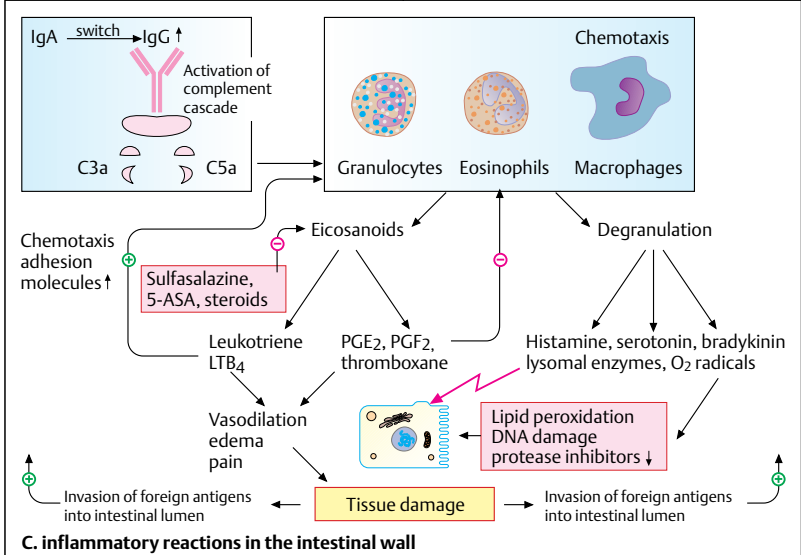 IgA switch IgG ↑
Activation of
complement
cascade
C3a C5a
Chemotaxis
Granulocytes Eosinophils Macrophages
Chemotaxis
adhesion
molecules ↑
Eicosanoids
Degranulation
Sulfasalazine,
5-ASA, steroids
Leukotriene
LTB4
PGE2, PGF2,
thromboxane
Histamine, serotonin, bradykinin
lysomal enzymes, O2 radicals
Vasodilation
edema
pain
Lipid peroxidation
DNA damage
protease inhibitors ↓
Invasion of foreign antigens
into intestinal lumen
Tissue damage
Invasion of foreign antigens
into intestinal lumen
C. inflammatory reactions in the intestinal wall